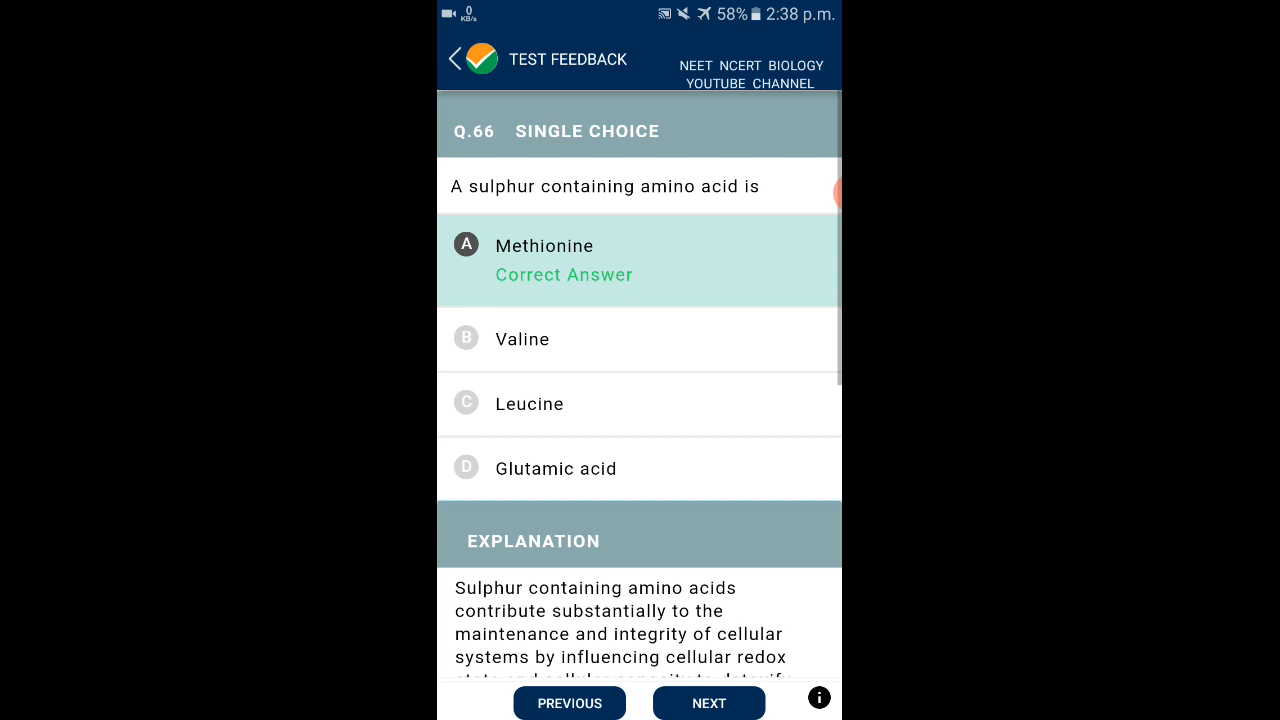 0
KB/s
58% 2:38 p.m.
TEST FEEDBACK
NEET NCERT BIOLOGY
YOUTUBE CHANNEL
Q.66 SINGLE CHOICE
A sulphur containing amino acid is
A Methionine
Correct Answer
B Valine
C Leucine
D Glutamic acid
EXPLANATION
Sulphur containing amino acids
contribute substantially to the
maintenance and integrity of cellular
systems by influencing cellular redox
PREVIOUS NEXT